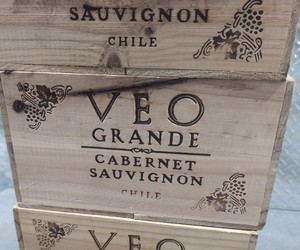 SAUVIGNON
CHILE
VEO
GRANDE
CABERNET
SAUVIGNON
CHILE
VEO